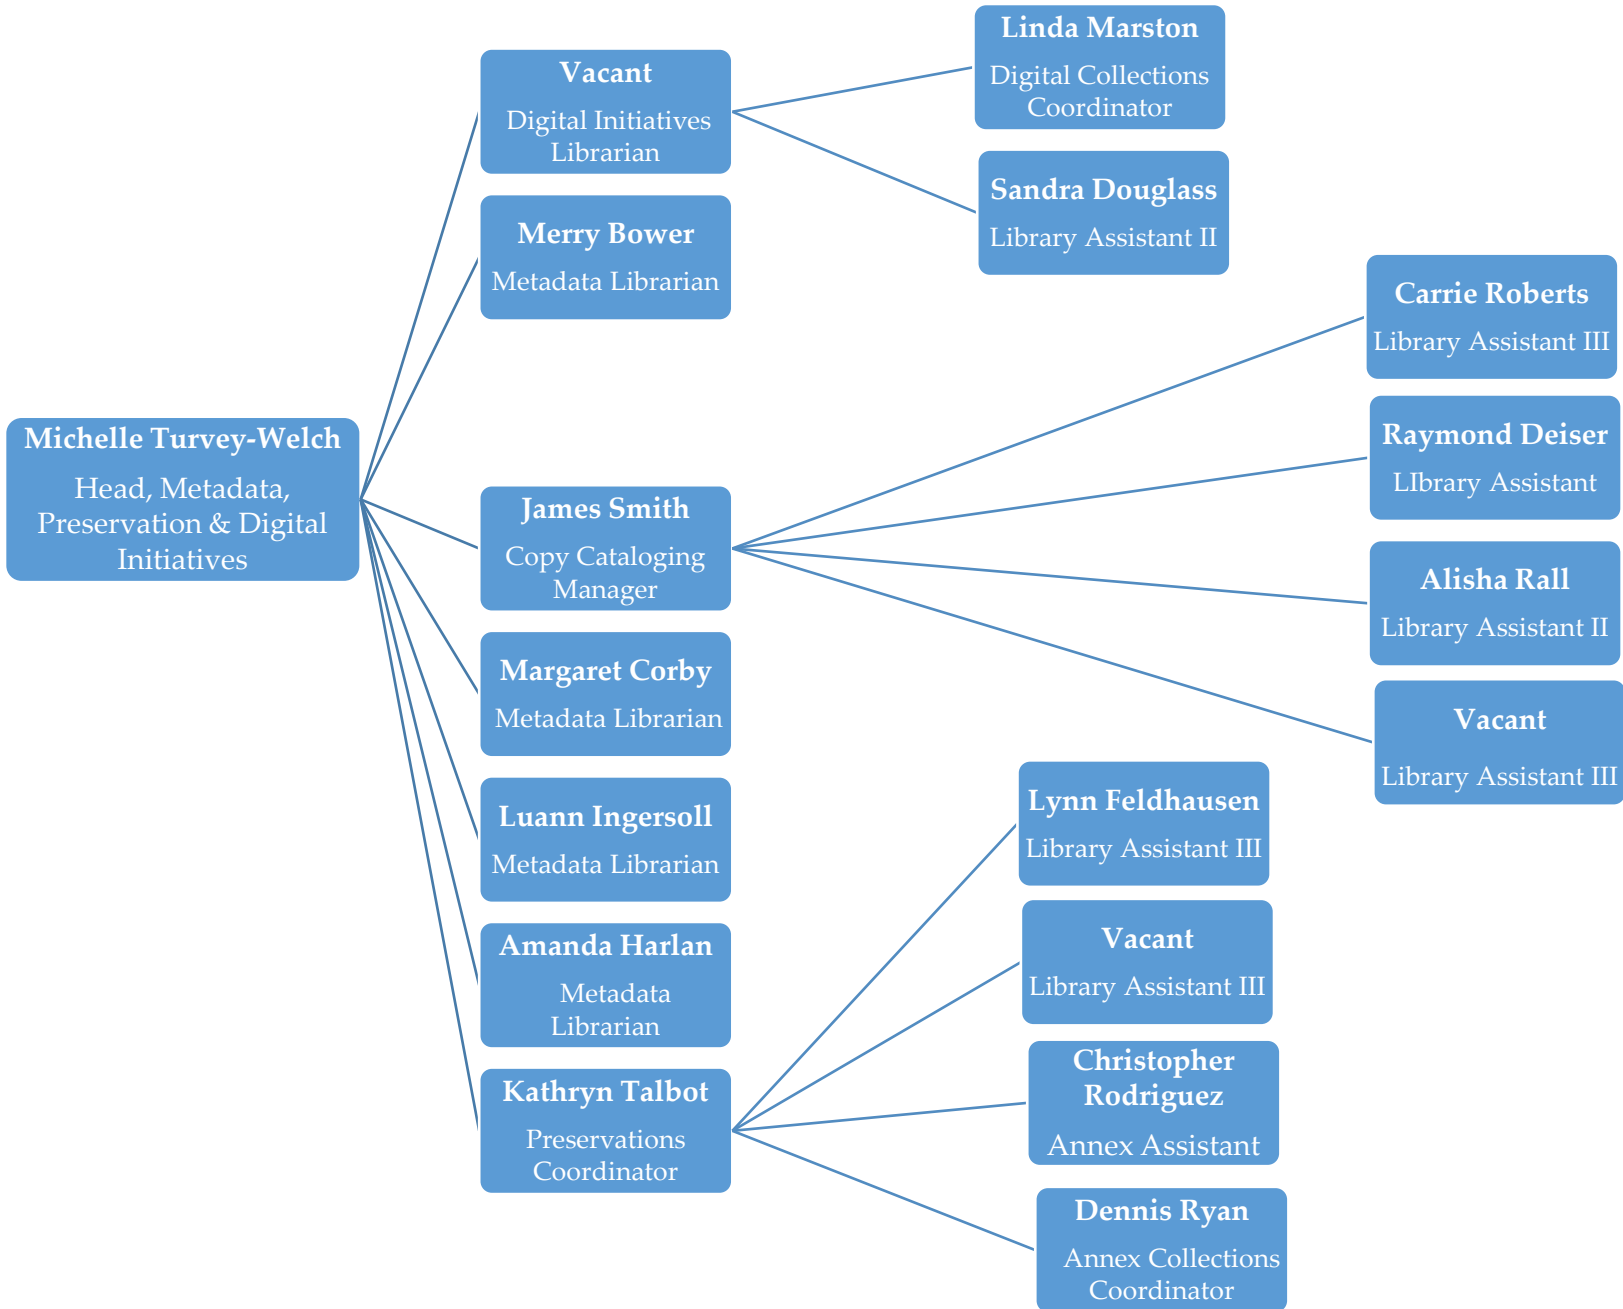 Michelle Turvey-Welch
Head, Metadata,
Preservation & Digital
Initiatives
Vacant
Digital Initiatives
Librarian
Linda Marston
Digital Collections
Coordinator
Sandra Douglass
Library Assistant II
Merry Bower
Metadata Librarian
James Smith
Copy Cataloging
Manager
Carrie Roberts
Library Assistant III
Raymond Deiser
LIbrary Assistant
Alisha Rall
Library Assistant II
Vacant
Library Assistant III
Margaret Corby
Metadata Librarian
Luann Ingersoll
Metadata Librarian
Amanda Harlan
Metadata
Librarian
Kathryn Talbot
Preservations
Coordinator
Lynn Feldhausen
Library Assistant III
Vacant
Library Assistant III
Christopher
Rodriguez
Annex Assistant
Dennis Ryan
Annex Collections
Coordinator